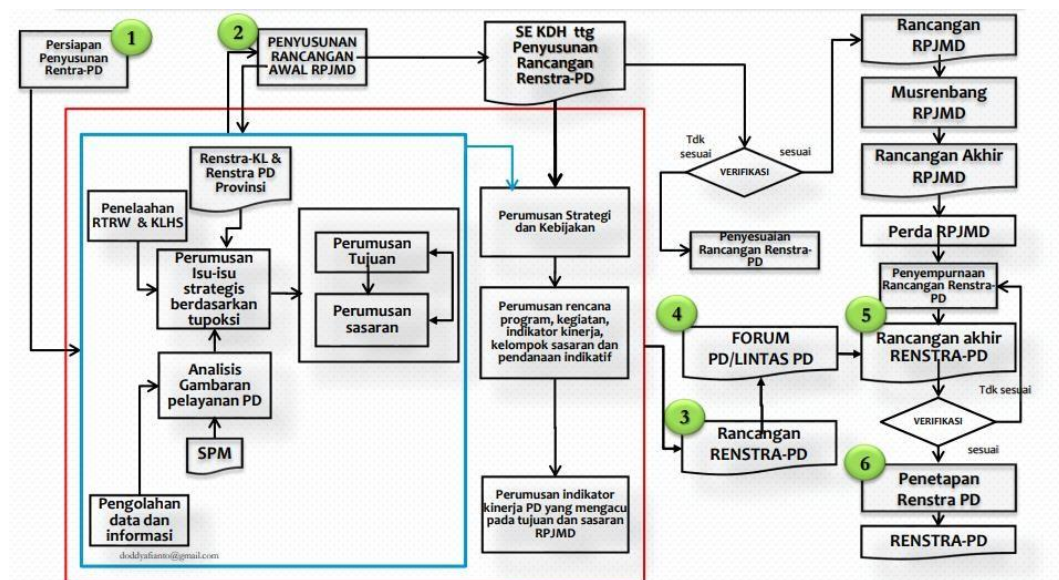 1
Persiapan
Penyusunan
Rentra-PD
2
PENYUSUNAN
RANCANGAN
AWAL RPJMD
SE KDH ttg
Penyusunan
Rancangan
Renstra-PD
Rancangan
RPJMD
Musrenbang
RPJMD
Rancangan Akhir
RPJMD
Perda RPJMD
Penyempurnaan
Rancangan Renstra-
PD
Tdk
sesuai
sesuai
VERIFIKASI
Penyesuaian
Rancangan Renstra-
PD
Renstra-KL &
Renstra PD
Provinsi
Penelaahan
RTRW & KLHS
Perumusan
Isu-isu
strategis
berdasarkan
tupoksi
Perumusan
Tujuan
Perumusan
sasaran
Analisis
Gambaran
pelayanan PD
SPM
Pengolahan
data dan
informasi
doddyafianto@gmail.com
Perumusan Strategi
dan Kebijakan
Perumusan rencana
program, kegiatan,
indikator kinerja,
kelompok sasaran dan
pendanaan indikatif
Perumusan indikator
kinerja PD yang mengacu
pada tujuan dan sasaran
RPJMD
3
Rancangan
RENSTRA-PD
4
FORUM
PD/LINTAS PD
5
Rancangan akhir
RENSTRA-PD
Tdk sesuai
VERIFIKASI
sesuai
6
Penetapan
Renstra PD
RENSTRA-PD